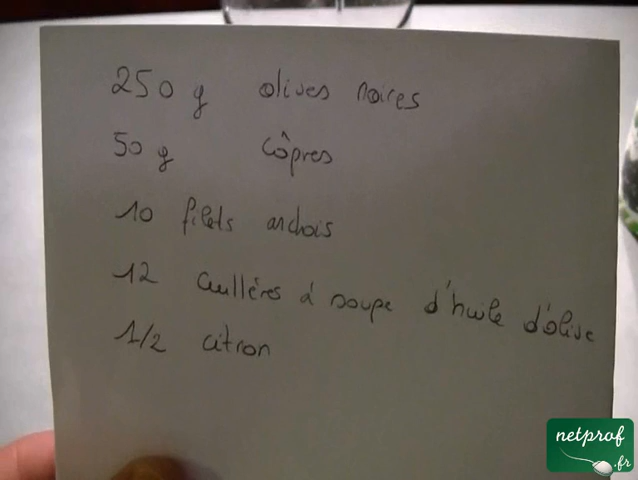 250 g olives noires
50 g câpres
10 filets anchois
12 cuillères à soupe d'huile d'olive
1/2 citron
netprof
.fr